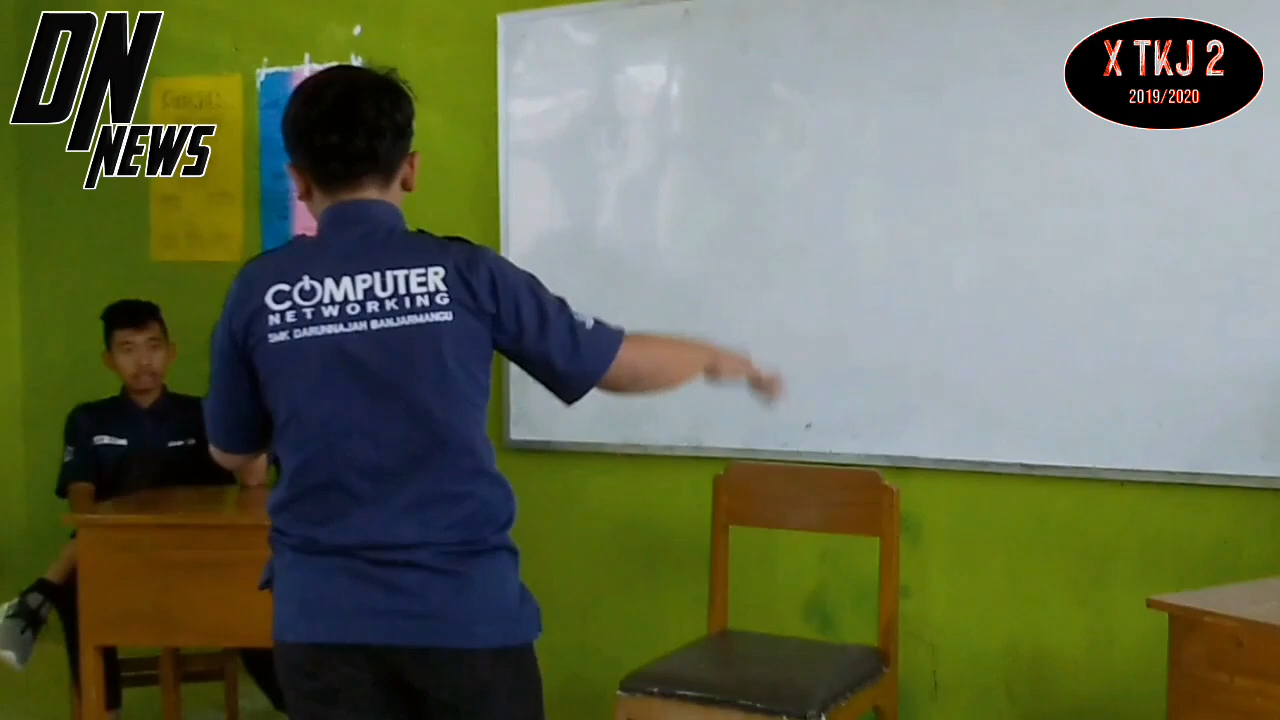 DN
NEWS
X TKJ 2
2019/2020
COMPUTER
NETWORKING
SMK DARUNNAJAH BANJARMANGU